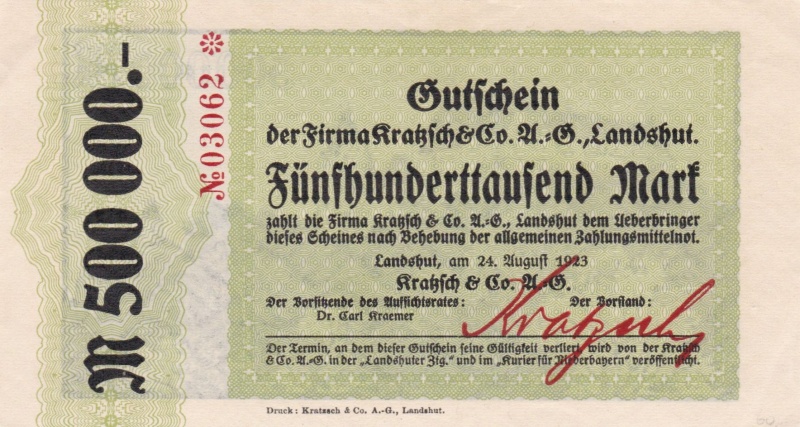 M 500 000.-
№ 03062 *
Gutschein
der Firma Kratzsch & Co. A.=G., Landshut.
Fünfhunderttausend Mark
zahlt die Firma Kratzsch & Co. A.=G., Landshut dem Ueberbringer
dieses Scheines nach Behebung der allgemeinen Zahlungsmittelnot.
Landshut, am 24. August 1923
Kratzsch & Co. A.=G.
Der Vorsitzende des Aufsichtsrates: Der Vorstand:
Dr. Carl Kraemer
Kratzsch
Der Termin, an dem dieser Gutschein seine Gültigkeit verliert, wird von der Kratzsch
& Co. A.=G. in der „Landshuter Ztg." und im „Kurier für Niederbayern" veröffentlicht.
Druck: Kratzsch & Co. A.-G., Landshut.